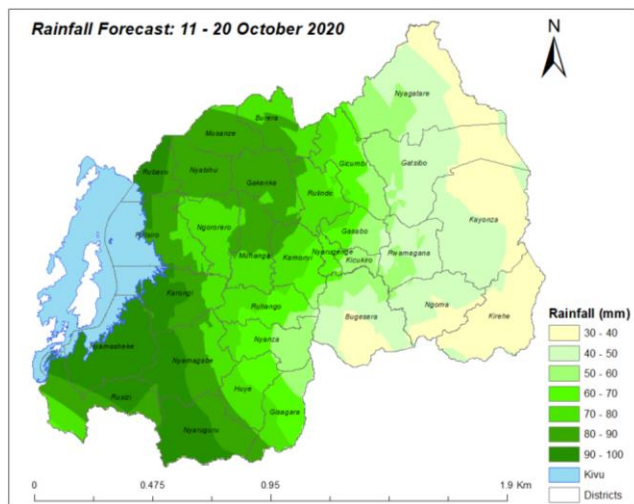 Rainfall Forecast: 11 - 20 October 2020
N
Nyagatare
Burera
Musanze
Gicumbi
Gatsibo
Rubavu
Nyabihu
Gakenke
Rulindo
Kayonza
Ngororero
Gasabo
Rutsiro
Rwamagana
Muhanga
Kamonyi
Nyarugenge
Kicukiro
Karongi
Ruhango
Ngoma
Bugesera
Kirehe
Nyanza
Nyamasheke
Nyamagabe
Huye
Rusizi
Gisagara
Nyaruguru
Rainfall (mm)
30 - 40
40 - 50
50 - 60
60 - 70
70 - 80
80 - 90
90 - 100
Kivu
Districts
0 0.475 0.95 1.9 Km